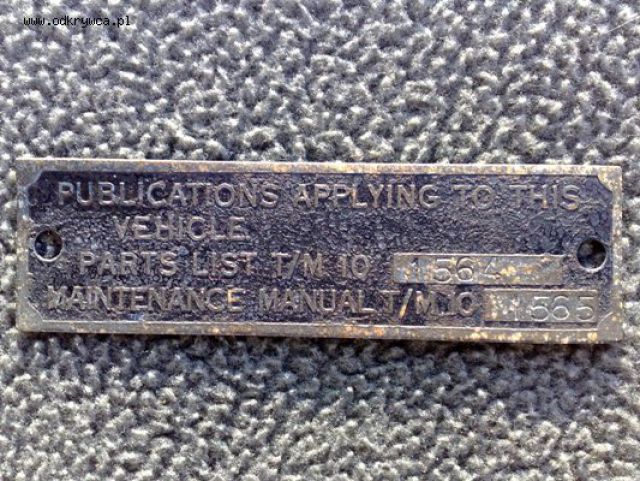 www.odkrywca.pl
PUBLICATIONS APPLYING TO THIS
VEHICLE
PARTS LIST T/M 10 1564
MAINTENANCE MANUAL T/M 10 1565